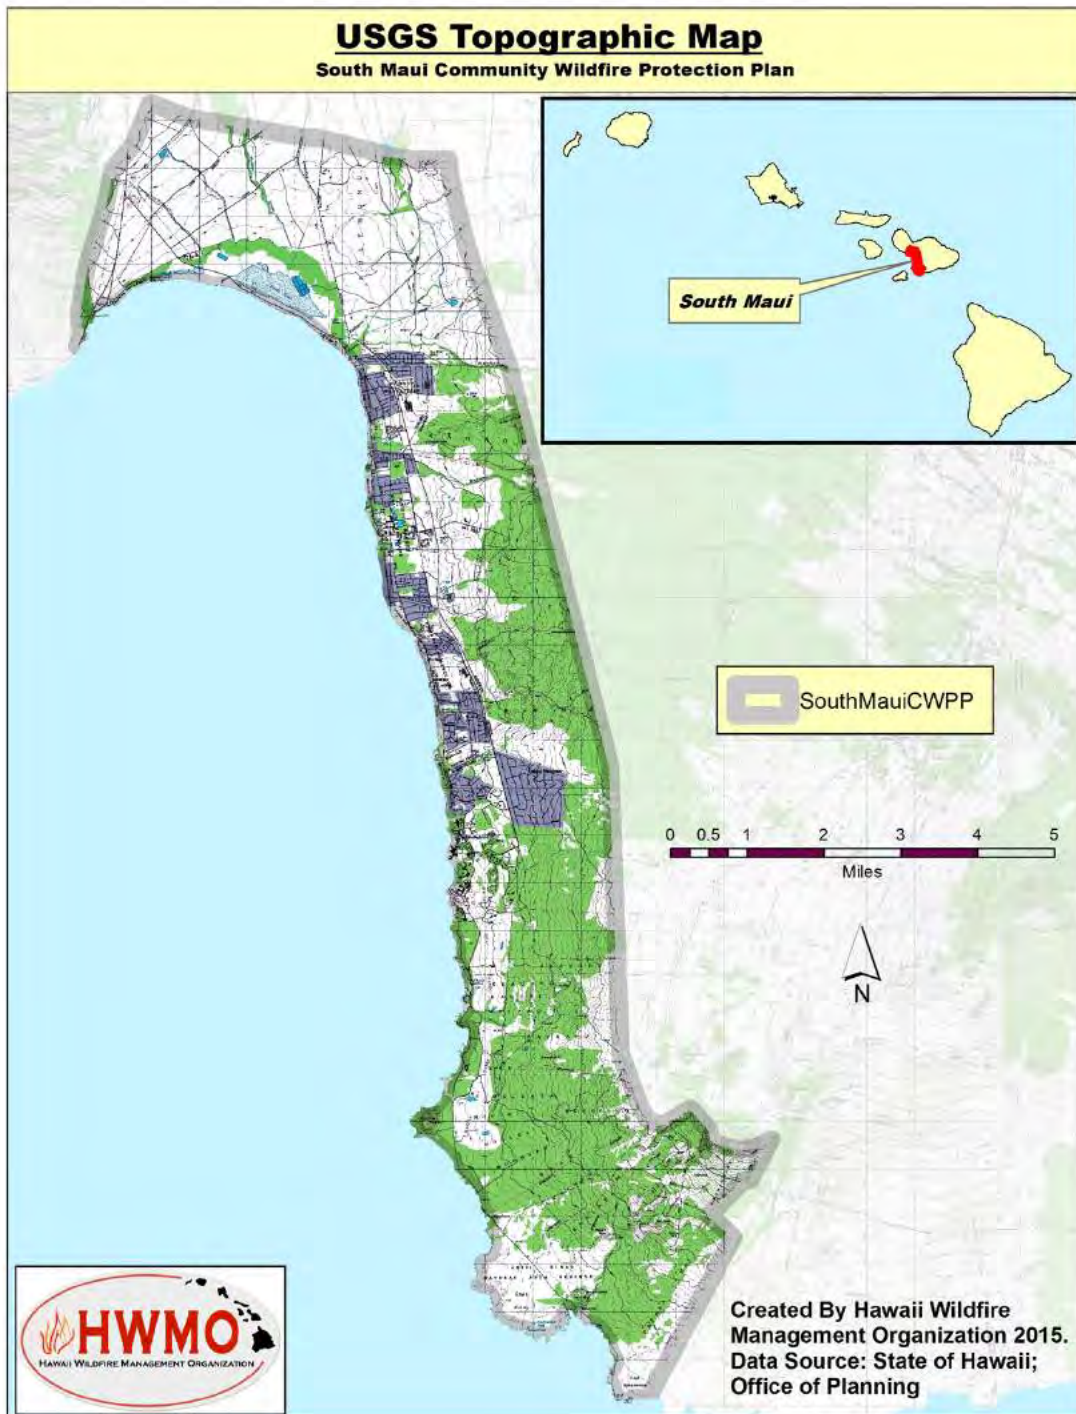 USGS Topographic Map
South Maui Community Wildfire Protection Plan
South Maui
SouthMauiCWPP
0 0.5 1 2 3 4 5
Miles
N
HWMO
HAWAII WILDFIRE MANAGEMENT ORGANIZATION
Created By Hawaii Wildfire
Management Organization 2015.
Data Source: State of Hawaii;
Office of Planning